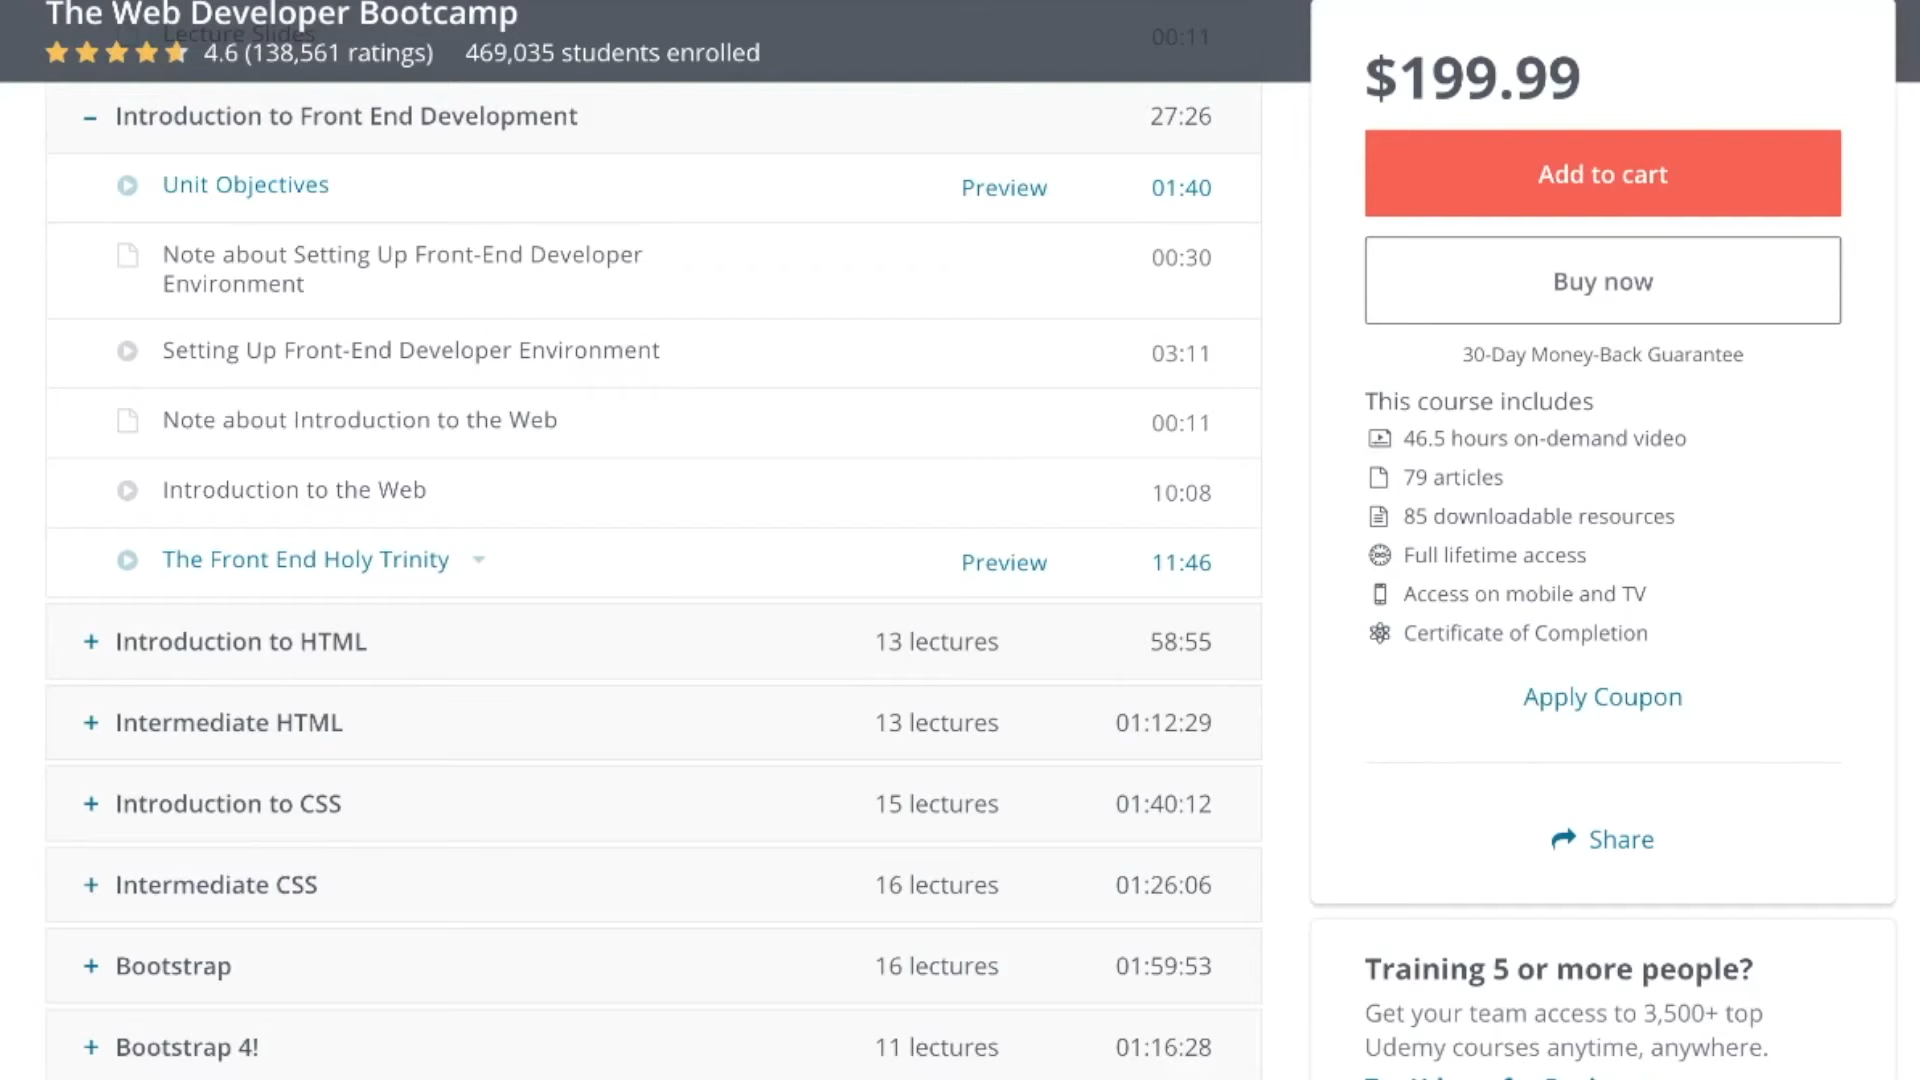 The Web Developer Bootcamp
Lecture Slides 00:11
4.6 (138,561 ratings) 469,035 students enrolled
Introduction to Front End Development 27:26
Unit Objectives Preview 01:40
Note about Setting Up Front-End Developer 00:30
Environment
Setting Up Front-End Developer Environment 03:11
Note about Introduction to the Web 00:11
Introduction to the Web 10:08
The Front End Holy Trinity Preview 11:46
+ Introduction to HTML 13 lectures 58:55
+ Intermediate HTML 13 lectures 01:12:29
+ Introduction to CSS 15 lectures 01:40:12
+ Intermediate CSS 16 lectures 01:26:06
+ Bootstrap 16 lectures 01:59:53
+ Bootstrap 4! 11 lectures 01:16:28
$199.99
Add to cart
Buy now
30-Day Money-Back Guarantee
This course includes
46.5 hours on-demand video
79 articles
85 downloadable resources
Full lifetime access
Access on mobile and TV
Certificate of Completion
Apply Coupon
Share
Training 5 or more people?
Get your team access to 3,500+ top
Udemy courses anytime, anywhere.